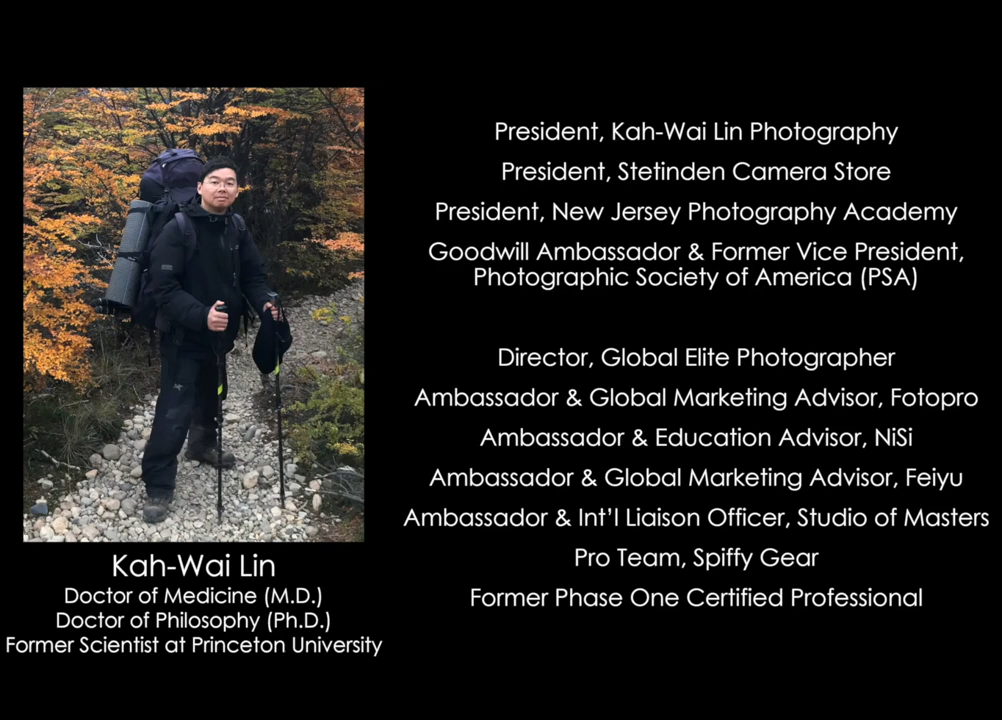 President, Kah-Wai Lin Photography
President, Stetinden Camera Store
President, New Jersey Photography Academy
Goodwill Ambassador & Former Vice President,
Photographic Society of America (PSA)
Director, Global Elite Photographer
Ambassador & Global Marketing Advisor, Fotopro
Ambassador & Education Advisor, NiSi
Ambassador & Global Marketing Advisor, Feiyu
Ambassador & Int'l Liaison Officer, Studio of Masters
Pro Team, Spiffy Gear
Former Phase One Certified Professional
Kah-Wai Lin
Doctor of Medicine (M.D.)
Doctor of Philosophy (Ph.D.)
Former Scientist at Princeton University